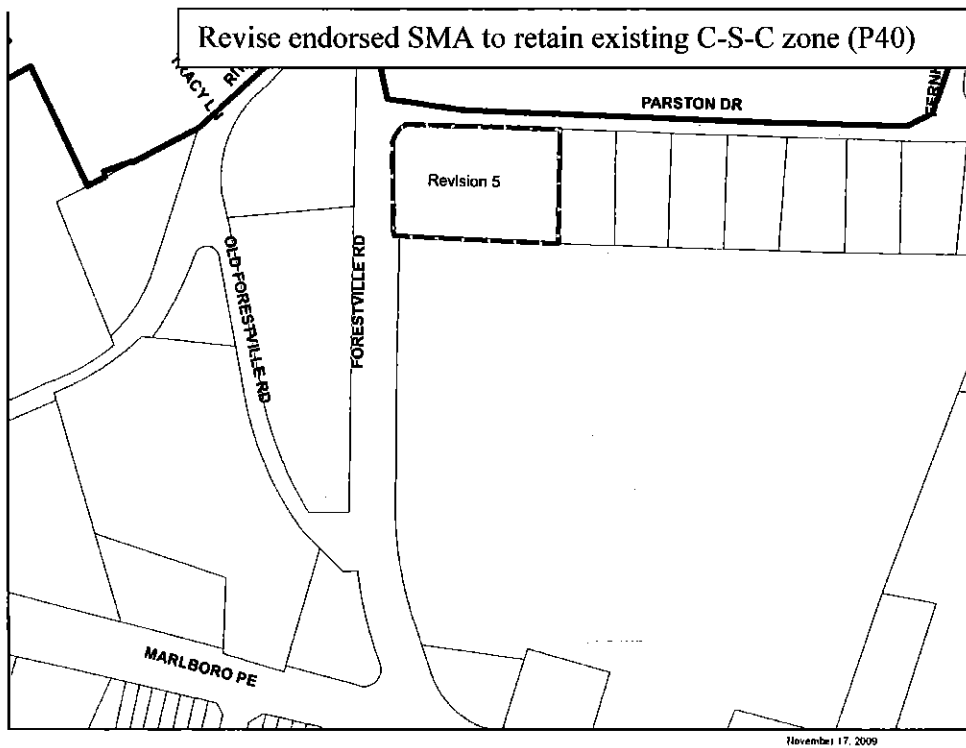 Revise endorsed SMA to retain existing C-S-C zone (P40)
PARSTON DR
Revision 5
OLD FORESTVILLE RD
FORESTVILLE RD
MARLBORO PE
November 17, 2009